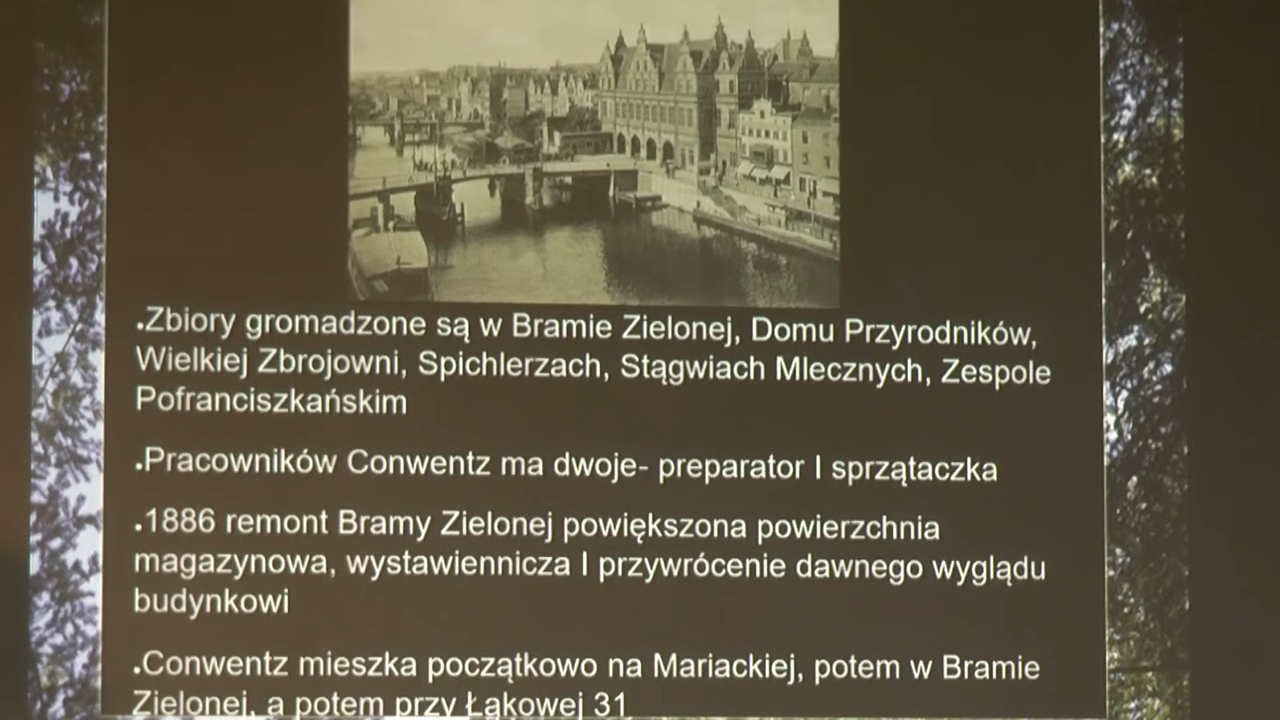 .Zbiory gromadzone są w Bramie Zielonej, Domu Przyrodników,
Wielkiej Zbrojowni, Spichlerzach, Stągwiach Mlecznych, Zespole
Pofranciszkańskim
.Pracowników Conwentz ma dwoje- preparator I sprzątaczka
.1886 remont Bramy Zielonej powiększona powierzchnia
magazynowa, wystawiennicza I przywrócenie dawnego wyglądu
budynkowi
.Conwentz mieszka początkowo na Mariackiej, potem w Bramie
Zielonej, a potem przy Łąkowej 31